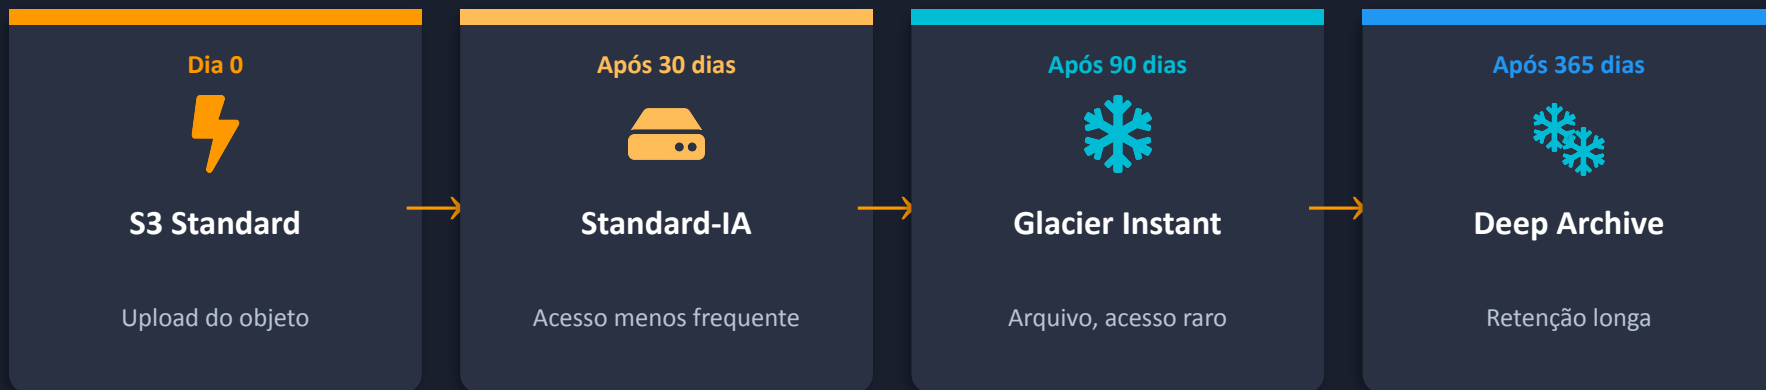 Dia 0
S3 Standard
Upload do objeto
Após 30 dias
Standard-IA
Acesso menos frequente
Após 90 dias
Glacier Instant
Arquivo, acesso raro
Após 365 dias
Deep Archive
Retenção longa